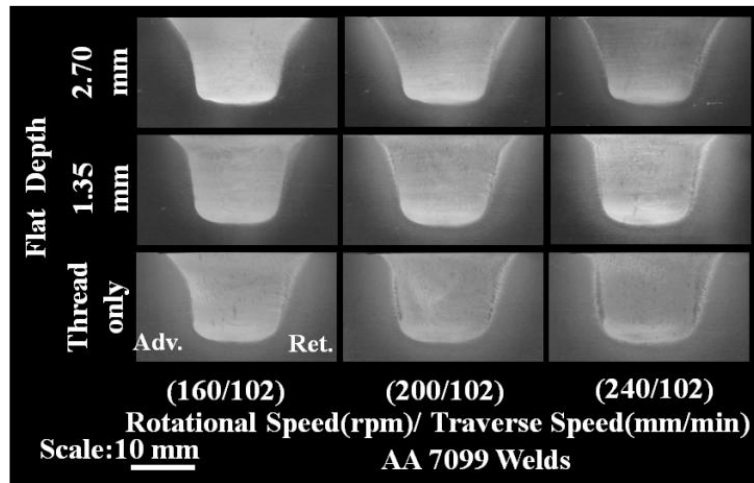 Flat Depth
2.70 mm
1.35 mm
Thread only
Adv.
Ret.
(160/102) (200/102) (240/102)
Rotational Speed(rpm)/ Traverse Speed(mm/min)
Scale:10 mm
AA 7099 Welds